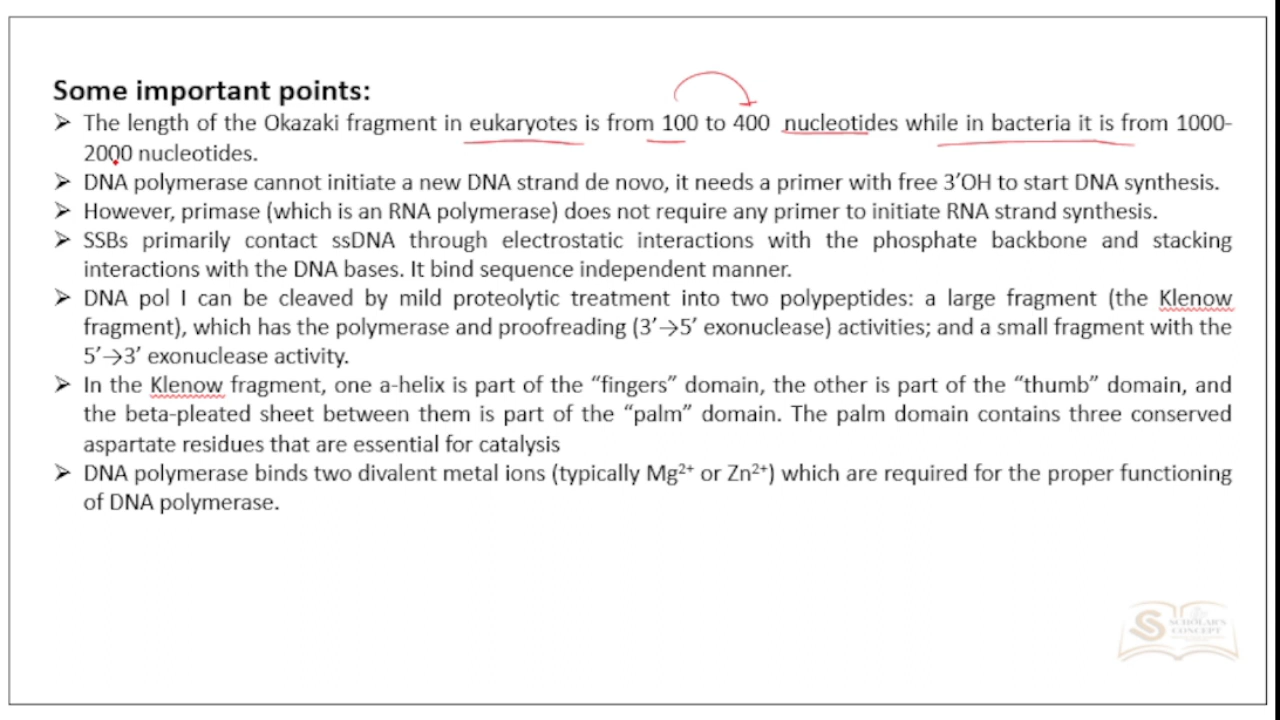 Some important points:
➢ The length of the Okazaki fragment in eukaryotes is from 100 to 400 nucleotides while in bacteria it is from 1000-
2000 nucleotides.
➢ DNA polymerase cannot initiate a new DNA strand de novo, it needs a primer with free 3’OH to start DNA synthesis.
➢ However, primase (which is an RNA polymerase) does not require any primer to initiate RNA strand synthesis.
➢ SSBs primarily contact ssDNA through electrostatic interactions with the phosphate backbone and stacking
interactions with the DNA bases. It bind sequence independent manner.
➢ DNA pol I can be cleaved by mild proteolytic treatment into two polypeptides: a large fragment (the Klenow
fragment), which has the polymerase and proofreading (3’→5’ exonuclease) activities; and a small fragment with the
5’→3’ exonuclease activity.
➢ In the Klenow fragment, one a-helix is part of the “fingers” domain, the other is part of the “thumb” domain, and
the beta-pleated sheet between them is part of the “palm” domain. The palm domain contains three conserved
aspartate residues that are essential for catalysis
➢ DNA polymerase binds two divalent metal ions (typically Mg²⁺ or Zn²⁺) which are required for the proper functioning
of DNA polymerase.
SCHOLAR'S
CONCEPT